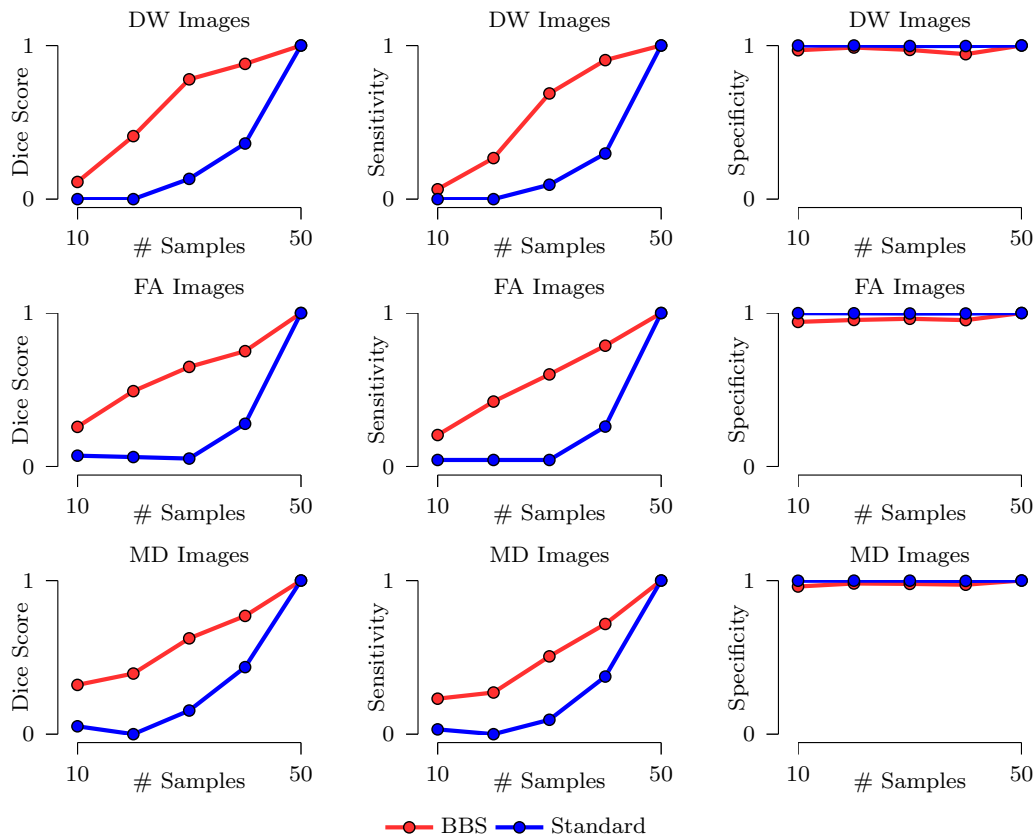 DW Images
1
Dice Score
0
10
50
# Samples
DW Images
1
Sensitivity
0
10
50
# Samples
DW Images
1
Specificity
0
10
50
# Samples
FA Images
1
Dice Score
0
10
50
# Samples
FA Images
1
Sensitivity
0
10
50
# Samples
FA Images
1
Specificity
0
10
50
# Samples
MD Images
1
Dice Score
0
10
50
# Samples
MD Images
1
Sensitivity
0
10
50
# Samples
MD Images
1
Specificity
0
10
50
# Samples
BBS Standard